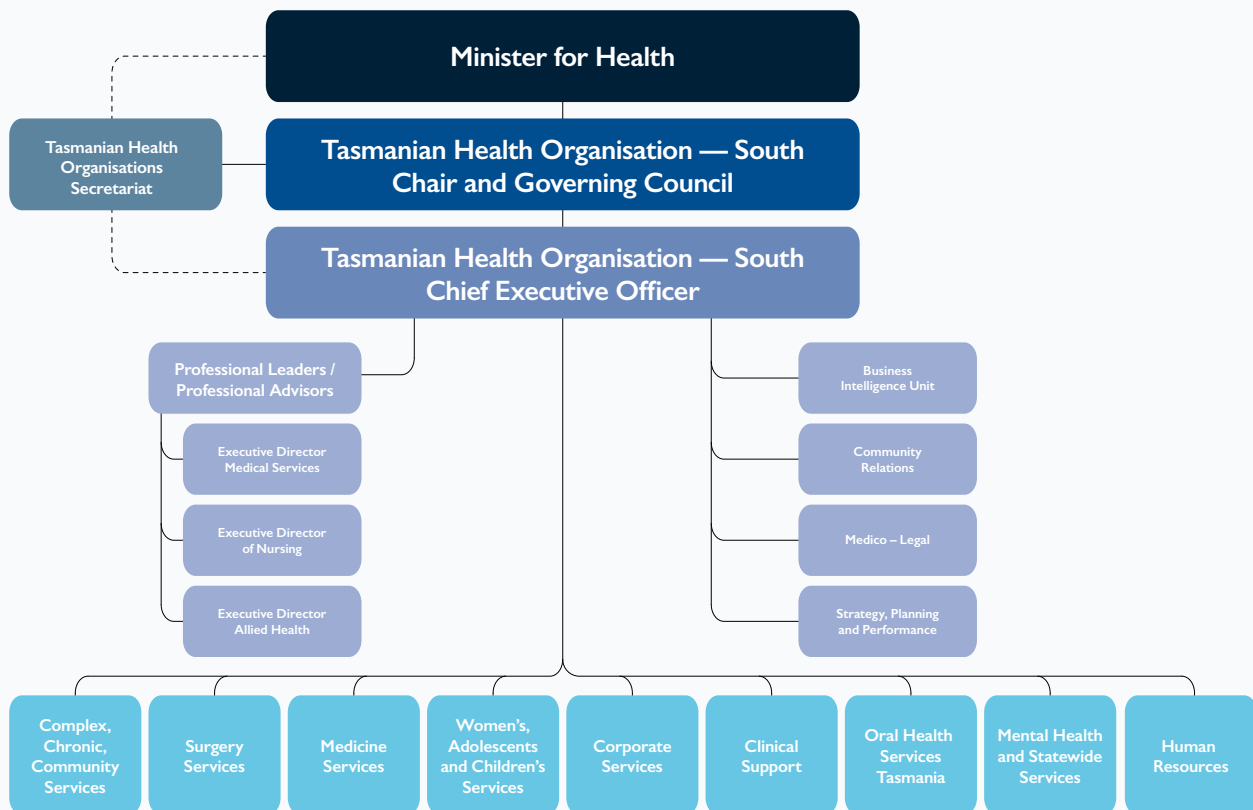 Minister for Health
Tasmanian Health
Organisations
Secretariat
Tasmanian Health Organisation — South
Chair and Governing Council
Tasmanian Health Organisation — South
Chief Executive Officer
Professional Leaders /
Professional Advisors
Executive Director
Medical Services
Executive Director
of Nursing
Executive Director
Allied Health
Business
Intelligence Unit
Community
Relations
Medico – Legal
Strategy, Planning
and Performance
Complex,
Chronic,
Community
Services
Surgery
Services
Medicine
Services
Women's,
Adolescents
and Children's
Services
Corporate
Services
Clinical
Support
Oral Health
Services
Tasmania
Mental Health
and Statewide
Services
Human
Resources